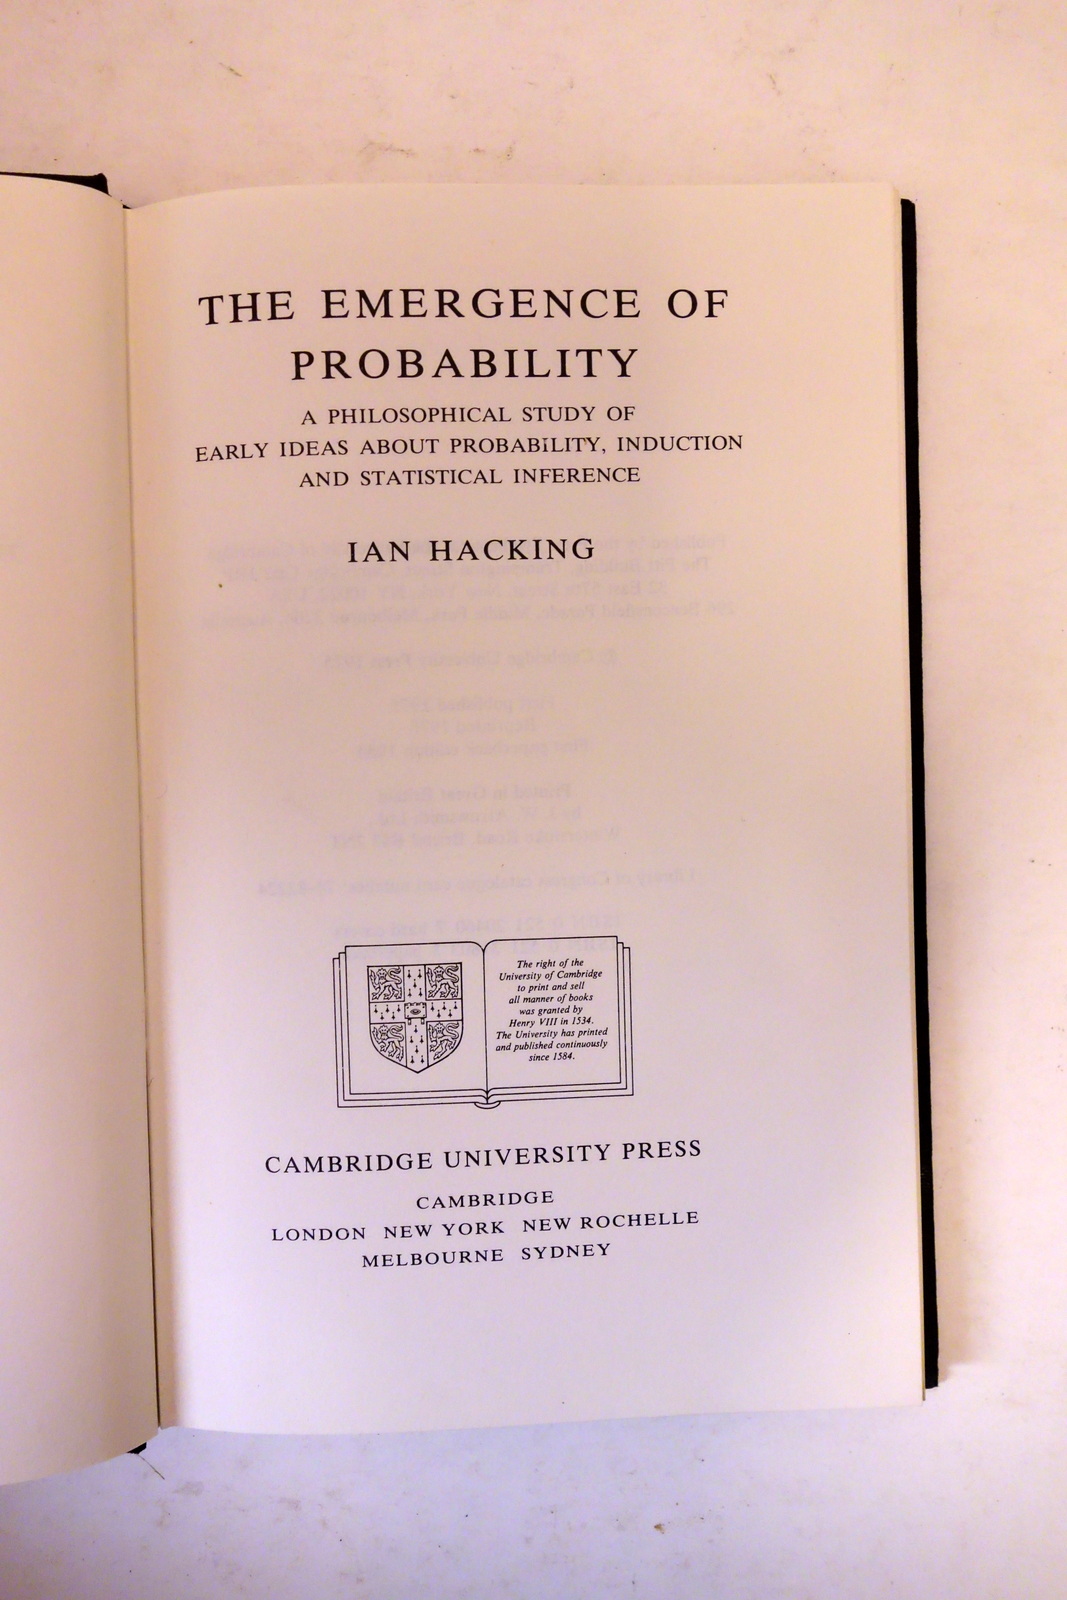 THE EMERGENCE OF
PROBABILITY
A PHILOSOPHICAL STUDY OF
EARLY IDEAS ABOUT PROBABILITY, INDUCTION
AND STATISTICAL INFERENCE
IAN HACKING
The right of the
University of Cambridge
to print and sell
all manner of books
was granted by
Henry VIII in 1534.
The University has printed
and published continuously
since 1584.
CAMBRIDGE UNIVERSITY PRESS
CAMBRIDGE
LONDON NEW YORK NEW ROCHELLE
MELBOURNE SYDNEY